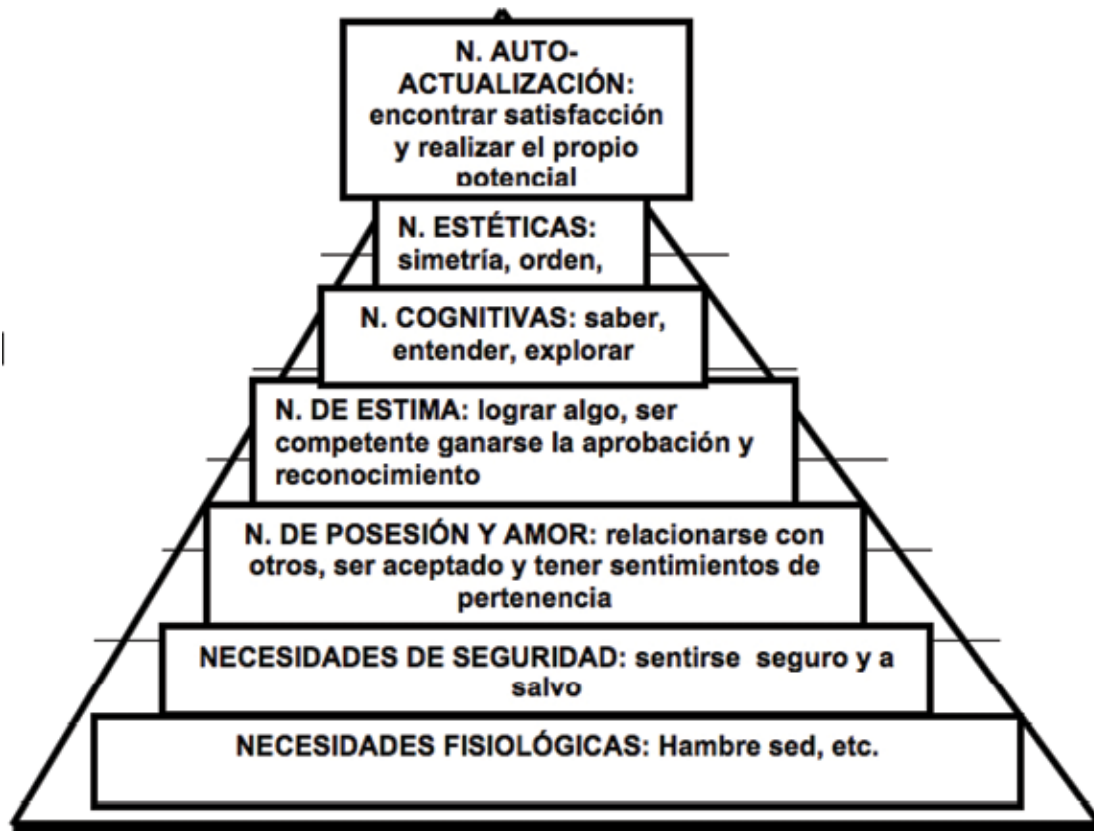 N. AUTO-
ACTUALIZACIÓN:
encontrar satisfacción
y realizar el propio
potencial
N. ESTÉTICAS:
simetría, orden,
N. COGNITIVAS: saber,
entender, explorar
N. DE ESTIMA: lograr algo, ser
competente ganarse la aprobación y
reconocimiento
N. DE POSESIÓN Y AMOR: relacionarse con
otros, ser aceptado y tener sentimientos de
pertenencia
NECESIDADES DE SEGURIDAD: sentirse seguro y a
salvo
NECESIDADES FISIOLÓGICAS: Hambre sed, etc.